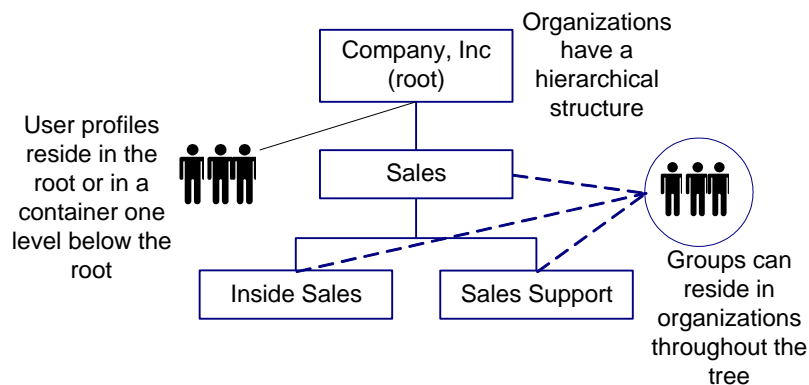 Company, Inc
(root)
Organizations
have a
hierarchical
structure
User profiles
reside in the
root or in a
container one
level below the
root
Sales
Inside Sales
Sales Support
Groups can
reside in
organizations
throughout the
tree